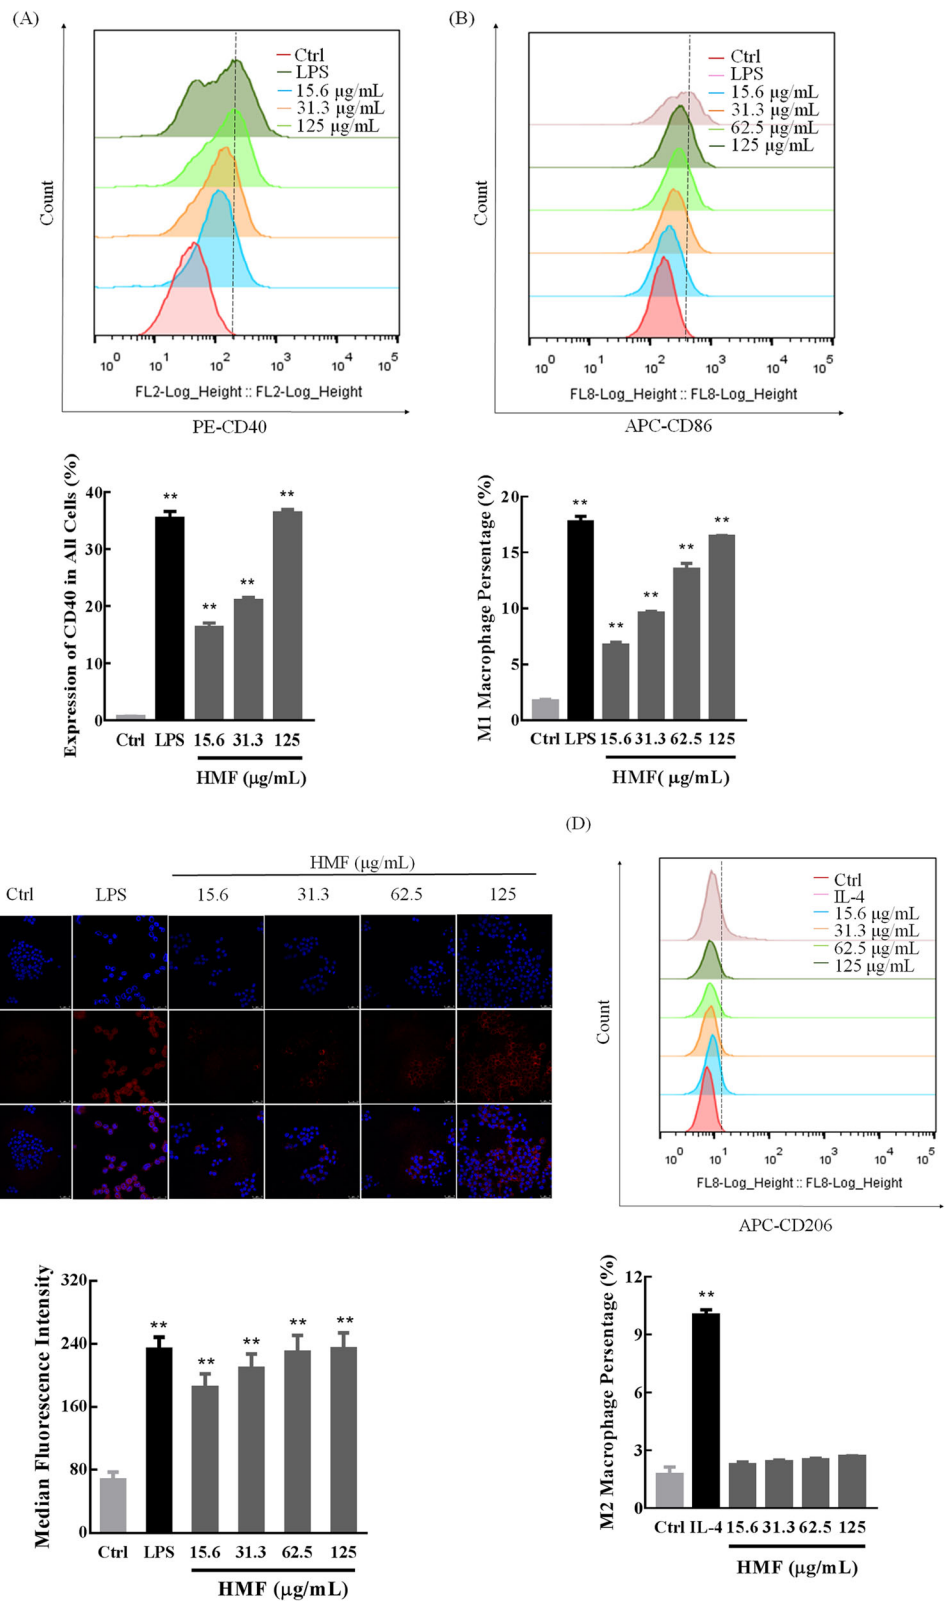 (A)
Ctrl
LPS
15.6 μg/mL
31.3 μg/mL
125 μg/mL
Count
10^0 10^1 10^2 10^3 10^4 10^5
FL2-Log_Height :: FL2-Log_Height
PE-CD40
(B)
Ctrl
LPS
15.6 μg/mL
31.3 μg/mL
62.5 μg/mL
125 μg/mL
Count
10^0 10^1 10^2 10^3 10^4 10^5
FL8-Log_Height :: FL8-Log_Height
APC-CD86
Expression of CD40 in All Cells (%)
40
30
20
10
0
** ** ** **
Ctrl LPS 15.6 31.3 125
HMF (μg/mL)
M1 Macrophage Persentage (%)
20
15
10
5
0
** ** ** ** **
Ctrl LPS 15.6 31.3 62.5 125
HMF( μg/mL)
HMF (μg/mL)
Ctrl LPS 15.6 31.3 62.5 125
(D)
Ctrl
IL-4
15.6 μg/mL
31.3 μg/mL
62.5 μg/mL
125 μg/mL
Count
10^0 10^1 10^2 10^3 10^4 10^5
FL8-Log_Height :: FL8-Log_Height
APC-CD206
Median Fluorescence Intensity
320
240
160
80
0
** ** ** ** **
Ctrl LPS 15.6 31.3 62.5 125
HMF (μg/mL)
M2 Macrophage Persentage (%)
12
9
6
3
0
**
Ctrl IL-4 15.6 31.3 62.5 125
HMF (μg/mL)